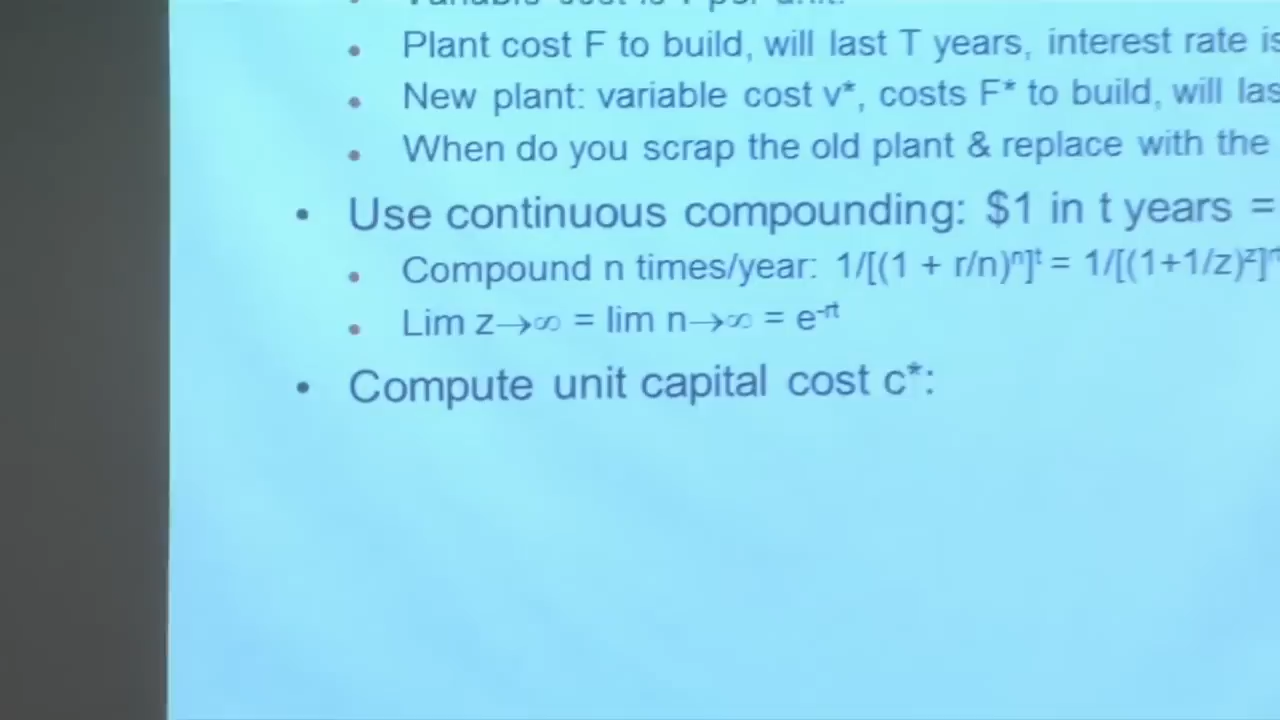 • Plant cost F to build, will last T years, interest rate is
• New plant: variable cost v*, costs F* to build, will las
• When do you scrap the old plant & replace with the
• Use continuous compounding: $1 in t years =
• Compound n times/year: 1/[(1 + r/n)ⁿ]ᵗ = 1/[(1+1/z)ᶻ]ʳ
• Lim z→∞ = lim n→∞ = e⁻ʳᵗ
• Compute unit capital cost c*: